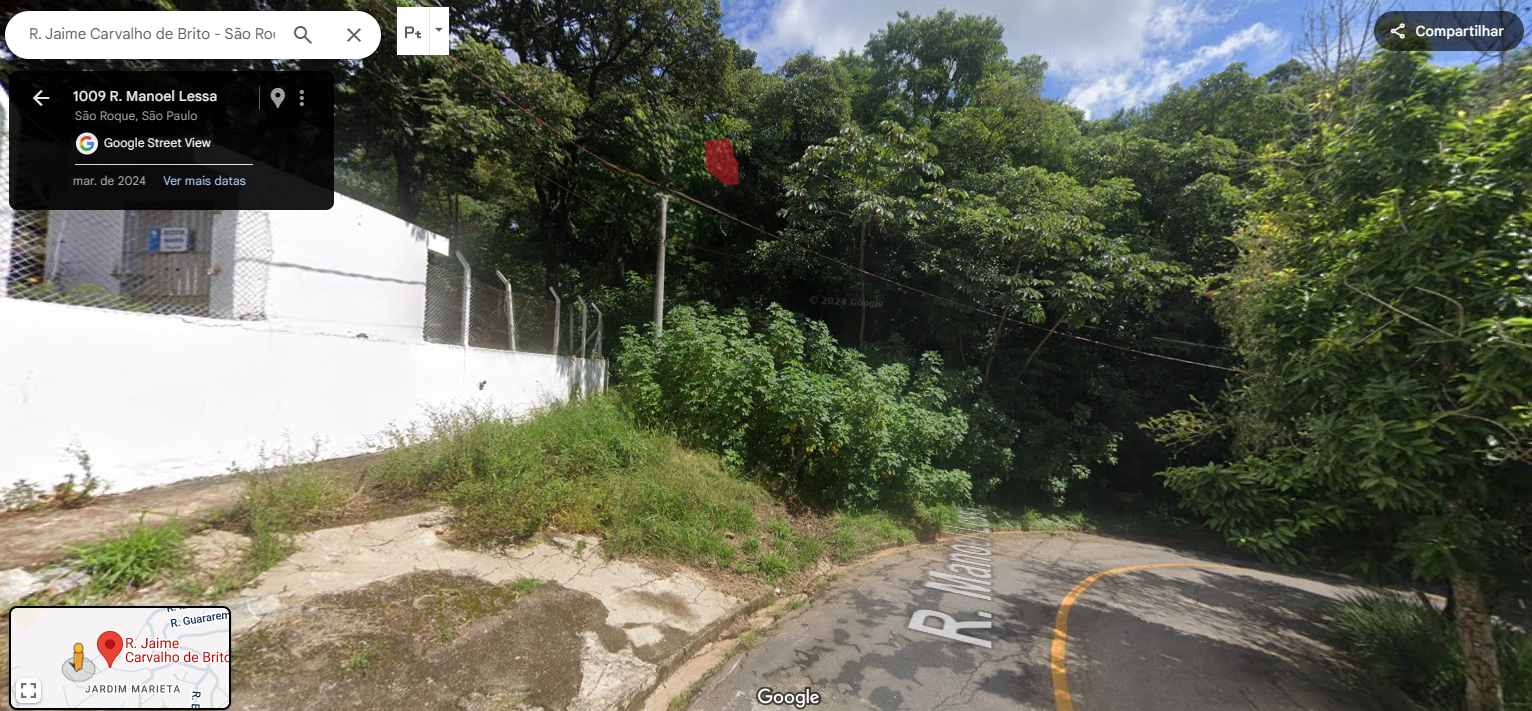 R. Jaime Carvalho de Brito - São Ro
Pt
Compartilhar
1009 R. Manoel Lessa
São Roque, São Paulo
Google Street View
mar. de 2024
Ver mais datas
© 2024 Google
R. Manoel
R. Guararem
R. Jaime
Carvalho de Brito
JARDIM MARIETA
Google